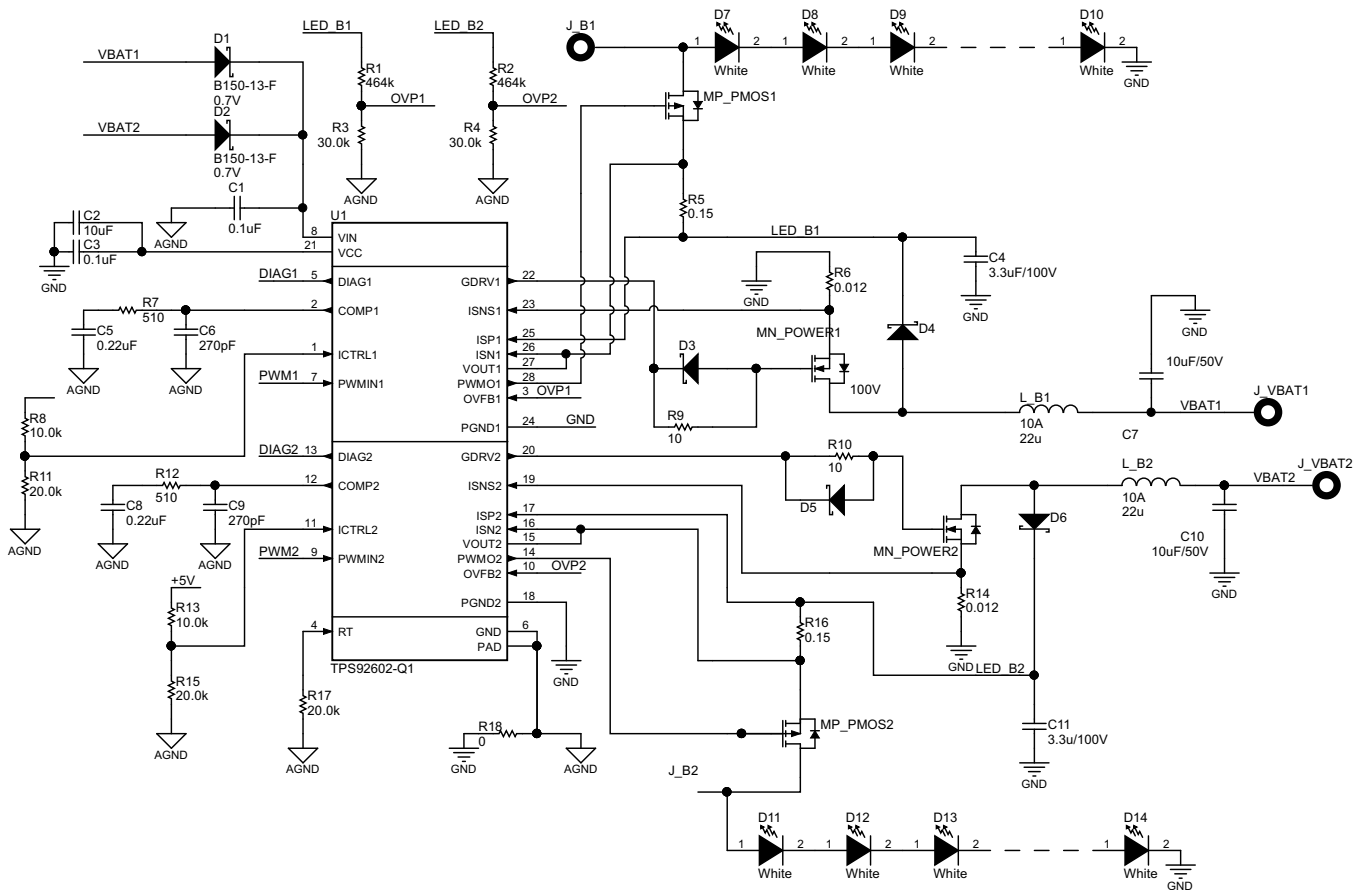 D1
VBAT1
B150-13-F
0.7V
D2
VBAT2
B150-13-F
0.7V
C1
0.1uF
AGND
C2
10uF
C3
0.1uF
GND
LED_B1
R1
464k
OVP1
R3
30.0k
AGND
LED_B2
R2
464k
OVP2
R4
30.0k
AGND
J_B1
D7
D8
D9
D10
1
2
1
2
1
2
1
2
White
White
White
White
GND
MP_PMOS1
R5
0.15
LED_B1
C4
3.3uF/100V
GND
R6
0.012
GND
MN_POWER1
100V
D3
R9
10
D4
L_B1
10A
22u
10uF/50V
GND
C7
VBAT1
J_VBAT1
U1
8
VIN
21
VCC
DIAG1
5
DIAG1
2
COMP1
1
ICTRL1
PWM1
7
PWMIN1
DIAG2
13
DIAG2
12
COMP2
11
ICTRL2
PWM2
9
PWMIN2
4
RT
TPS92602-Q1
GDRV1
22
ISNS1
23
ISP1
25
ISN1
26
VOUT1
27
PWMO1
28
OVFB1
3
OVP1
PGND1
24
GND
GDRV2
20
ISNS2
19
ISP2
17
ISN2
16
VOUT2
15
PWMO2
14
OVFB2
10
OVP2
PGND2
18
GND
6
PAD
GND
R7
510
C5
0.22uF
AGND
C6
270pF
AGND
R8
10.0k
R11
20.0k
AGND
R12
510
C8
0.22uF
AGND
C9
270pF
AGND
+5V
R13
10.0k
R15
20.0k
AGND
R17
20.0k
AGND
R18
0
GND
AGND
R10
10
D5
MN_POWER2
R14
0.012
GND
D6
L_B2
10A
22u
VBAT2
J_VBAT2
C10
10uF/50V
GND
R16
0.15
LED_B2
C11
3.3u/100V
GND
MP_PMOS2
J_B2
D11
D12
D13
D14
1
2
1
2
1
2
1
2
White
White
White
White
GND